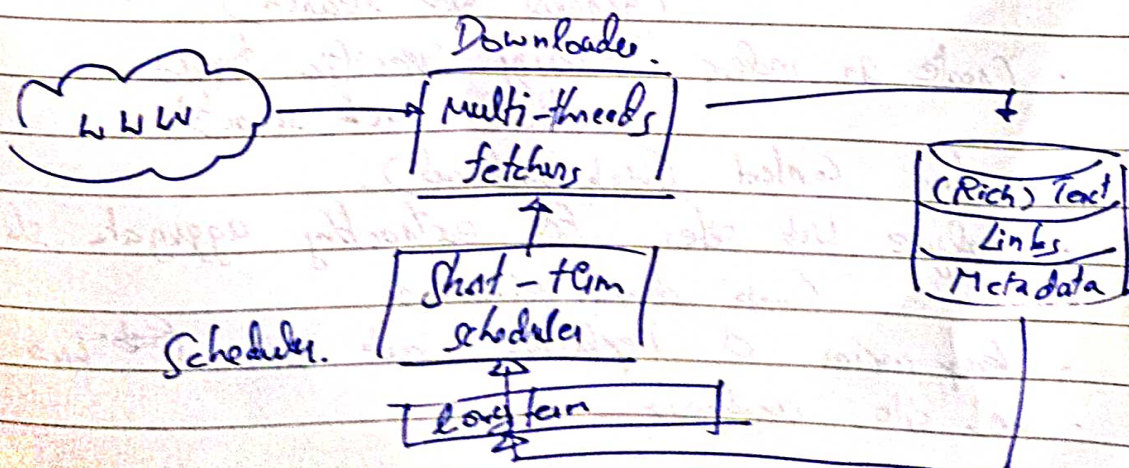 Downloader.
WWW
Multi-threads
fetchers
(Rich) Text
Links
Metadata
Short-term
scheduler
Scheduler.
long term